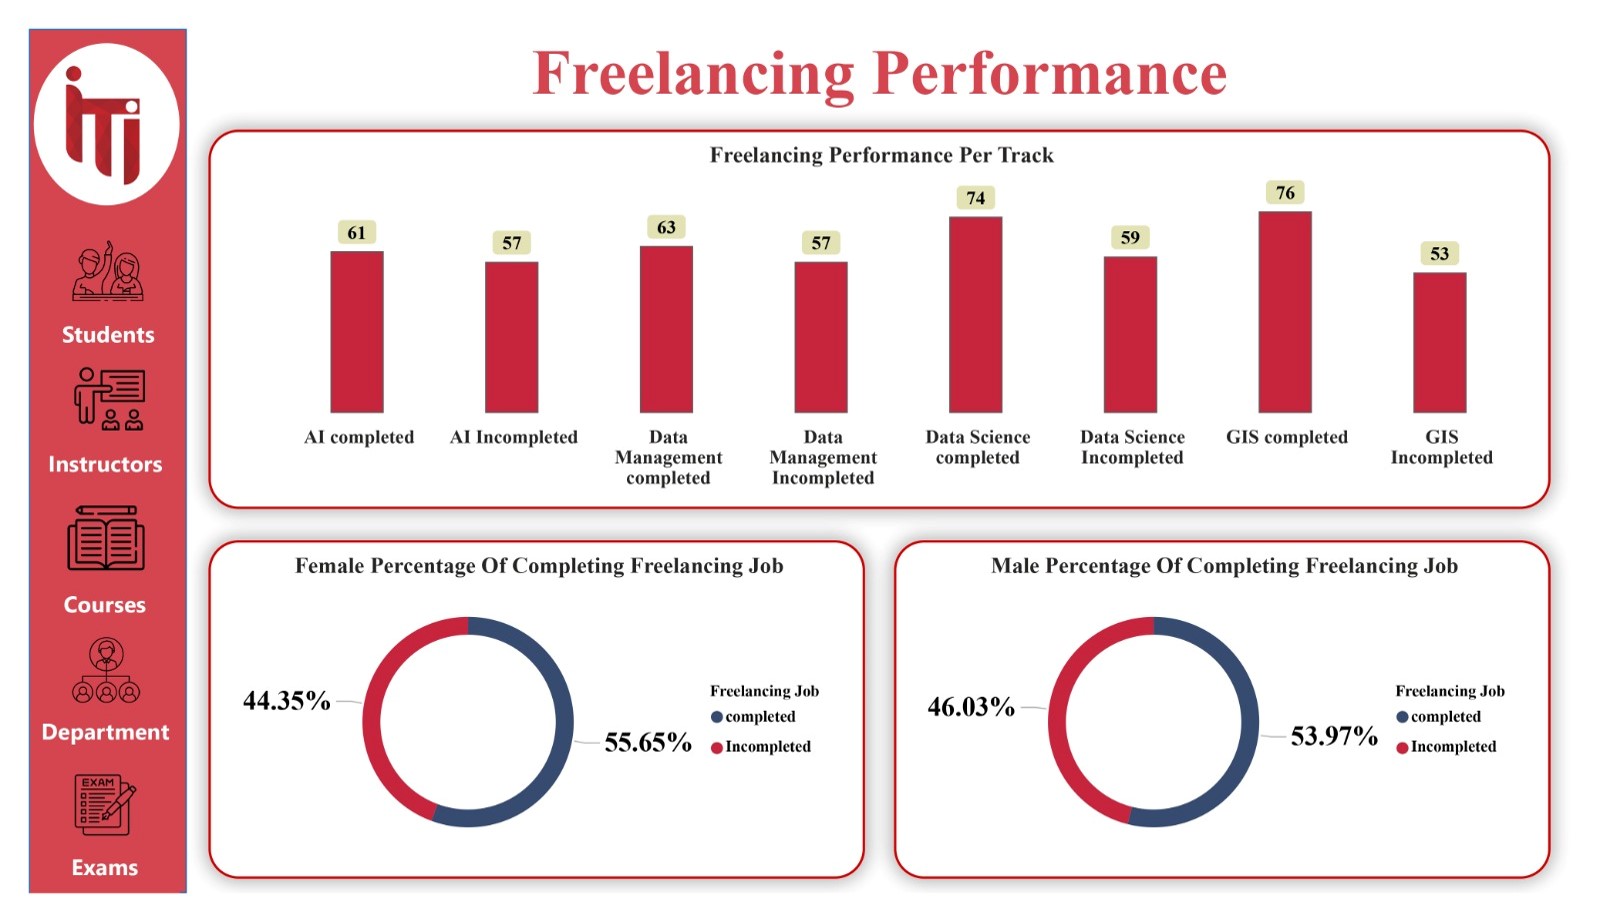 iTi
Students
Instructors
Courses
Department
EXAM
Exams
Freelancing Performance
Freelancing Performance Per Track
61
57
63
57
74
59
76
53
AI completed
AI Incompleted
Data
Management
completed
Data
Management
Incompleted
Data Science
completed
Data Science
Incompleted
GIS completed
GIS
Incompleted
Female Percentage Of Completing Freelancing Job
44.35%
55.65%
Freelancing Job
completed
Incompleted
Male Percentage Of Completing Freelancing Job
46.03%
53.97%
Freelancing Job
completed
Incompleted